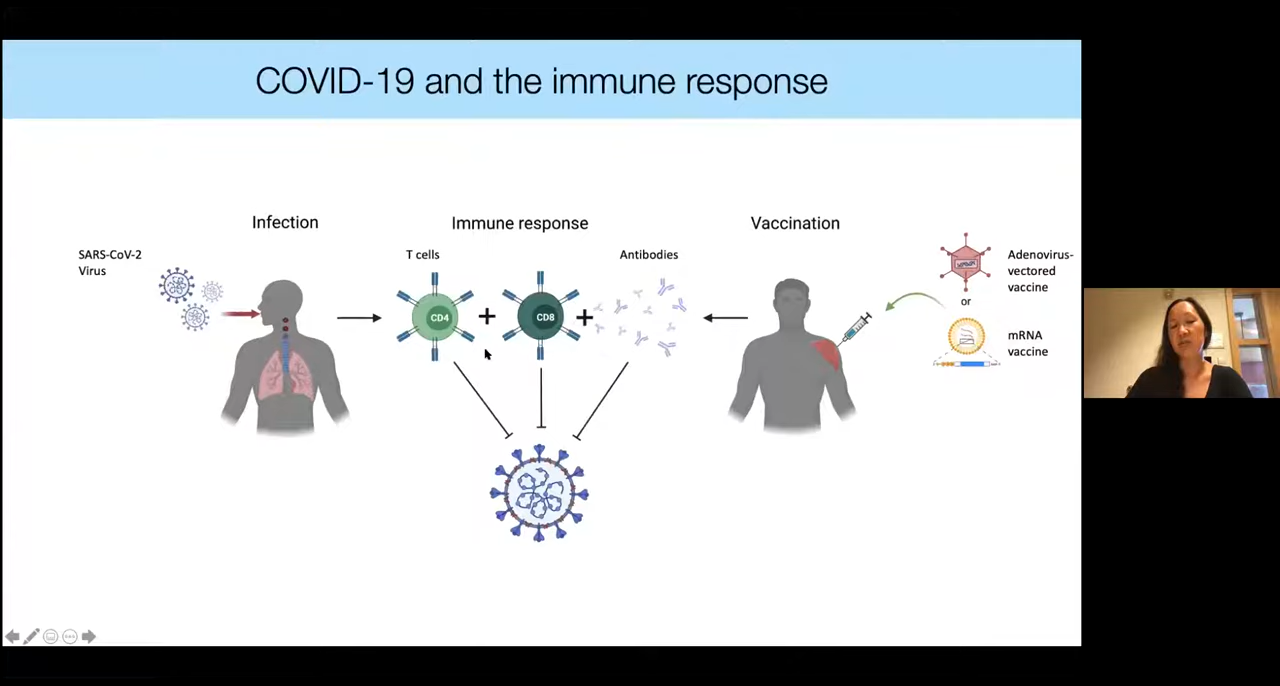 COVID-19 and the immune response
Infection
Immune response
Vaccination
SARS-CoV-2
Virus
T cells
Antibodies
Adenovirus-
vectored
vaccine
or
mRNA
vaccine
CD4
+
CD8
+